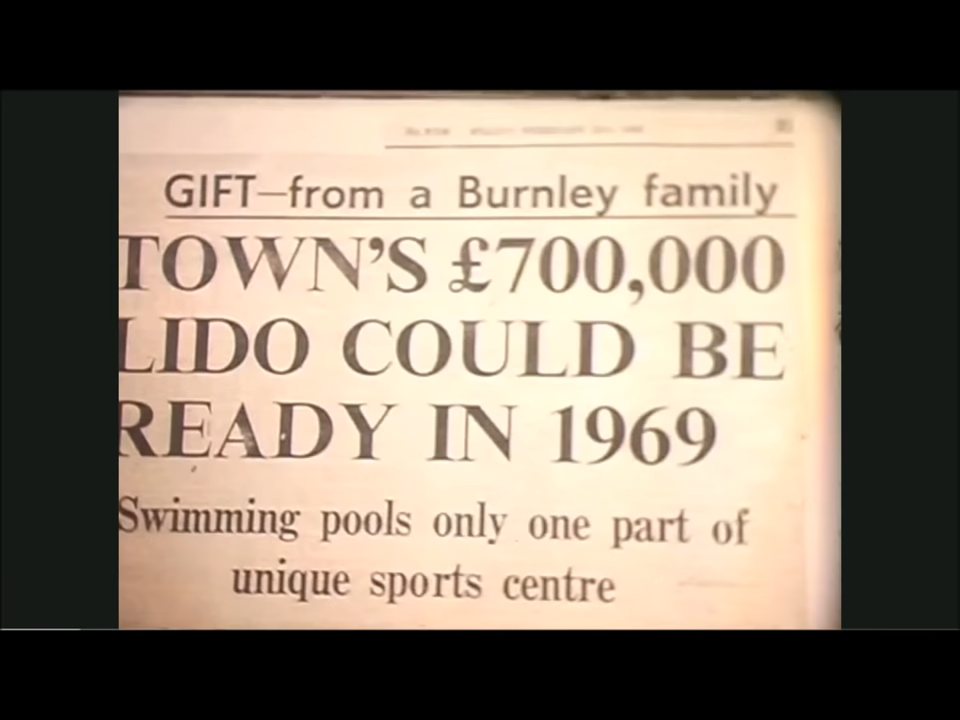 GIFT—from a Burnley family
TOWN'S £700,000
LIDO COULD BE
READY IN 1969
Swimming pools only one part of
unique sports centre